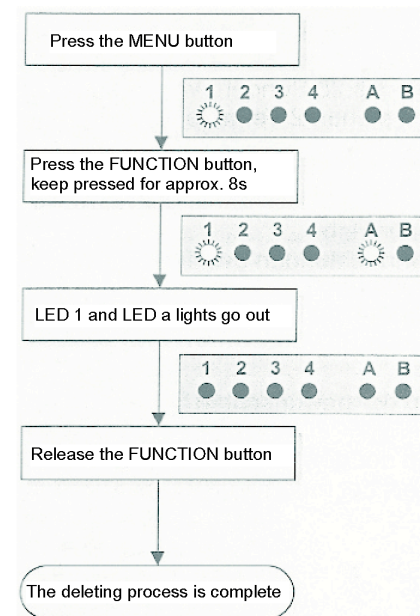 Press the MENU button
1 2 3 4 A B
Press the FUNCTION button,
keep pressed for approx. 8s
1 2 3 4 A B
LED 1 and LED a lights go out
1 2 3 4 A B
Release the FUNCTION button
The deleting process is complete